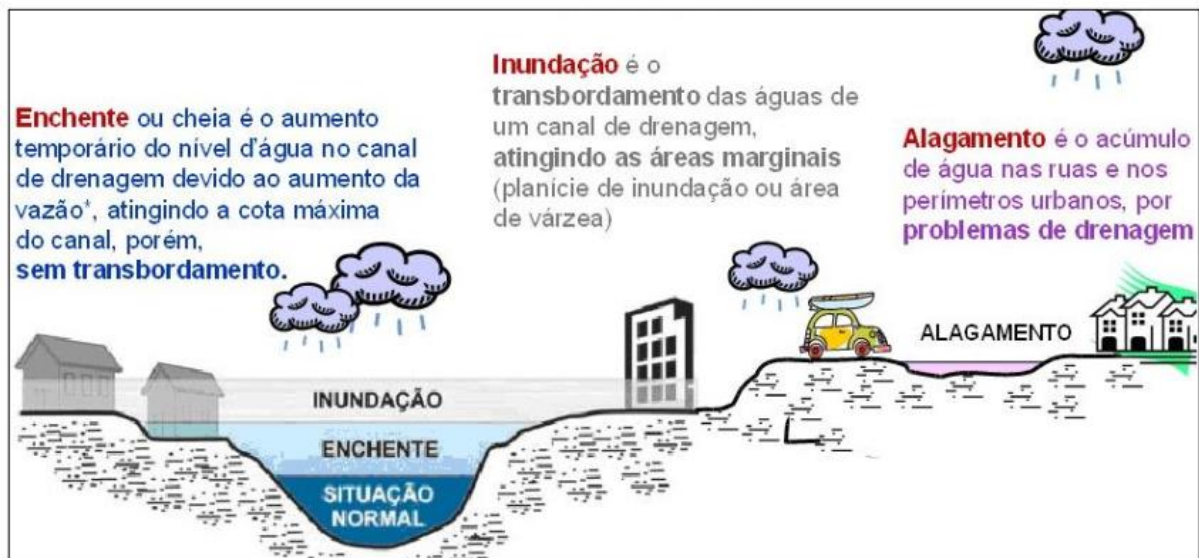 Enchente ou cheia é o aumento
temporário do nível d'água no canal
de drenagem devido ao aumento da
vazão*, atingindo a cota máxima
do canal, porém,
sem transbordamento.
Inundação é o
transbordamento das águas de
um canal de drenagem,
atingindo as áreas marginais
(planície de inundação ou área
de várzea)
Alagamento é o acúmulo
de água nas ruas e nos
perímetros urbanos, por
problemas de drenagem
INUNDAÇÃO
ENCHENTE
SITUAÇÃO
NORMAL
ALAGAMENTO